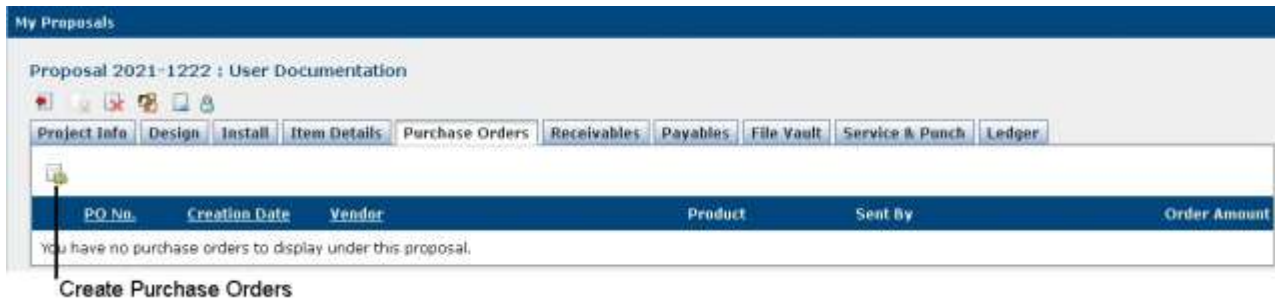 My Proposals
Proposal 2021-1222 : User Documentation
Project Info Design Install Item Details Purchase Orders Receivables Payables File Vault Service & Punch Ledger
PO No. Creation Date Vendor Product Sent By Order Amount
You have no purchase orders to display under this proposal.
Create Purchase Orders